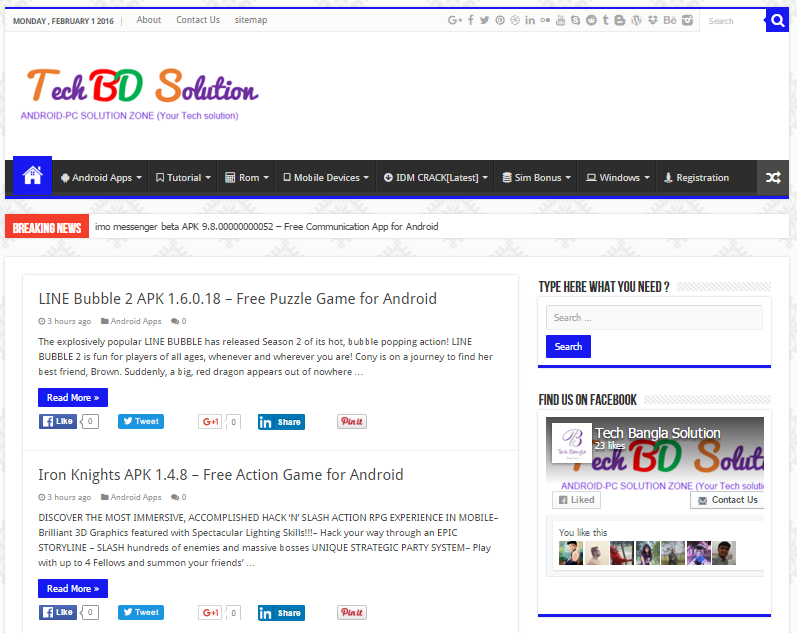 MONDAY , FEBRUARY 1 2016 About Contact Us sitemap Search
Tech BD Solution
ANDROID-PC SOLUTION ZONE (Your Tech solution)
Android Apps Tutorial Rom Mobile Devices IDM CRACK[Latest] Sim Bonus Windows Registration
BREAKING NEWS imo messenger beta APK 9.8.00000000052 – Free Communication App for Android
LINE Bubble 2 APK 1.6.0.18 – Free Puzzle Game for Android
3 hours ago Android Apps 0
The explosively popular LINE BUBBLE has released Season 2 of its hot, bubble popping action! LINE
BUBBLE 2 is fun for players of all ages, whenever and wherever you are! Cony is on a journey to find her
best friend, Brown. Suddenly, a big, red dragon appears out of nowhere …
Read More »
Like 0 Tweet G+1 0 in Share Pin it
Iron Knights APK 1.4.8 – Free Action Game for Android
3 hours ago Android Apps 0
DISCOVER THE MOST IMMERSIVE, ACCOMPLISHED HACK ‘N’ SLASH ACTION RPG EXPERIENCE IN MOBILE–
Brilliant 3D Graphics featured with Spectacular Lighting Skills!!!– Hack your way through an EPIC
STORYLINE – SLASH hundreds of enemies and massive bosses UNIQUE STRATEGIC PARTY SYSTEM– Play
with up to 4 Fellows and summon your friends’ …
Read More »
Like 0 Tweet G+1 0 in Share Pin it
TYPE HERE WHAT YOU NEED ?
Search ...
Search
FIND US ON FACEBOOK
Tech Bangla Solution
23 likes
Tech Bangla
Tech BD Soluti
ANDROID-PC SOLUTION ZONE (Your Tech soluti
Liked Contact Us
You like this